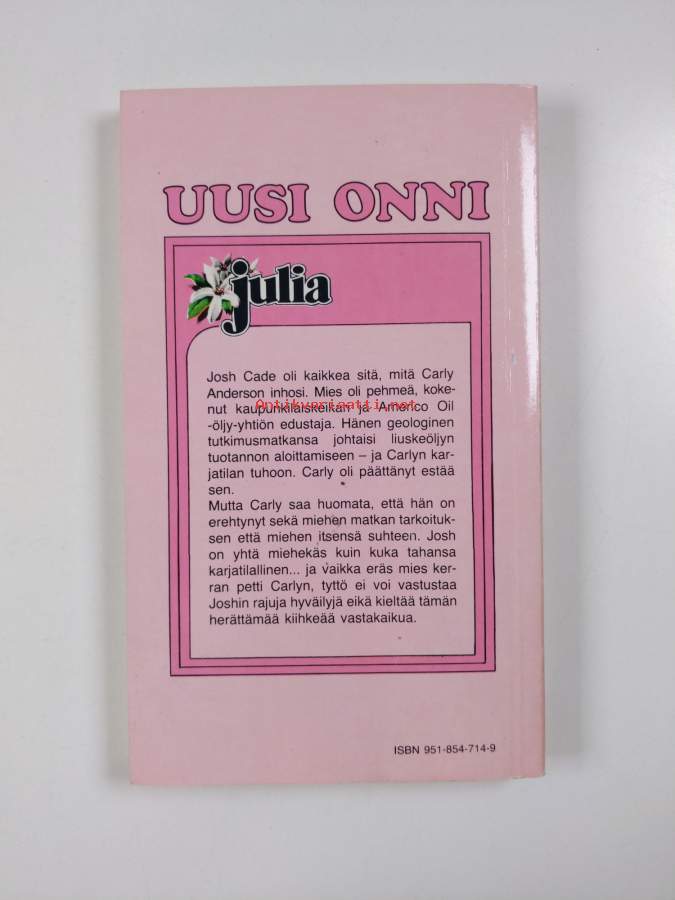 UUSI ONNI
julia
Josh Cade oli kaikkea sitä, mitä Carly
Anderson inhosi. Mies oli pehmeä, koke-
nut kaupunkilaiskeikari ja Americo Oil
Antikvariaatti.net
-öljy-yhtiön edustaja. Hänen geologinen
tutkimusmatkansa johtaisi liuskeöljyn
tuotannon aloittamiseen – ja Carlyn kar-
jatilan tuhoon. Carly oli päättänyt estää
sen.
Mutta Carly saa huomata, että hän on
erehtynyt sekä miehen matkan tarkoituk-
sen että miehen itsensä suhteen. Josh
on yhtä miehekäs kuin kuka tahansa
karjatilallinen... ja vaikka eräs mies ker-
ran petti Carlyn, tyttö ei voi vastustaa
Joshin rajuja hyväilyjä eikä kieltää tämän
herättämää kiihkeää vastakaikua.
ISBN 951-854-714-9